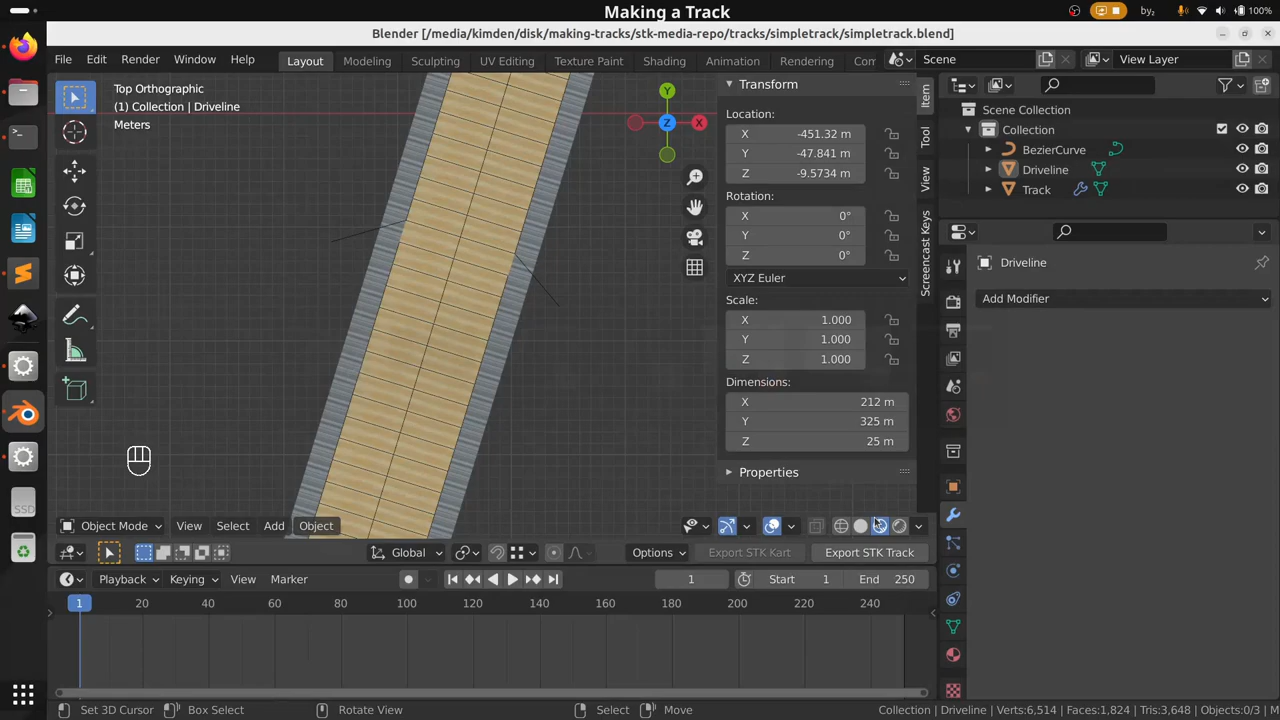 Making a Track
by₂
100%
Blender [/media/kimden/disk/making-tracks/stk-media-repo/tracks/simpletrack/simpletrack.blend]
File Edit Render Window Help Layout Modeling Sculpting UV Editing Texture Paint Shading Animation Rendering Com Scene View Layer
Top Orthographic
(1) Collection | Driveline
Meters
Y
X
Z
Transform
Location:
X -451.32 m
Y -47.841 m
Z -9.5734 m
Rotation:
X 0°
Y 0°
Z 0°
XYZ Euler
Scale:
X 1.000
Y 1.000
Z 1.000
Dimensions:
X 212 m
Y 325 m
Z 25 m
Properties
Item
Tool
View
Screencast Keys
Scene Collection
Collection
BezierCurve
Driveline
Track
Driveline
Add Modifier
SSD
Object Mode View Select Add Object
Global Options Export STK Kart Export STK Track
Playback Keying View Marker 1 Start 1 End 250
1 20 40 60 80 100 120 140 160 180 200 220 240
Set 3D Cursor Box Select Rotate View Select Move Collection | Driveline | Verts:6,514 | Faces:1,824 | Tris:3,648 | Objects:0/3 | M